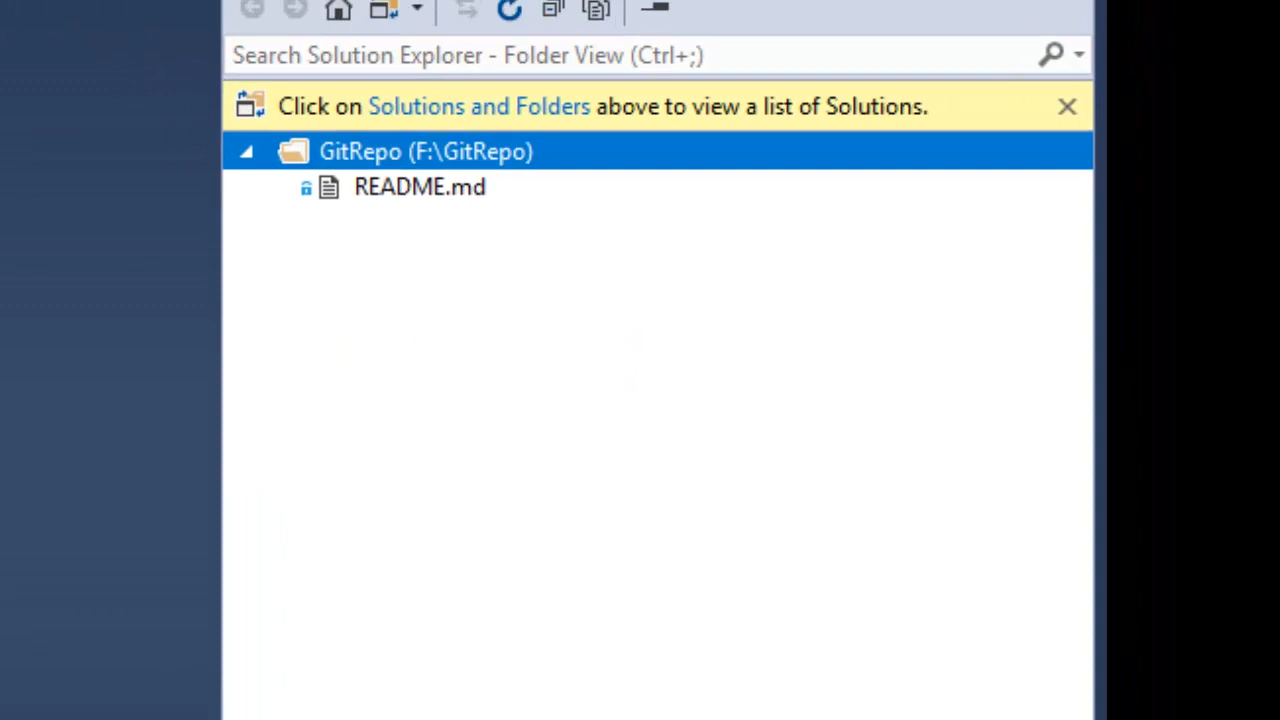 Search Solution Explorer - Folder View (Ctrl+;)
Click on Solutions and Folders above to view a list of Solutions.
GitRepo (F:\GitRepo)
README.md